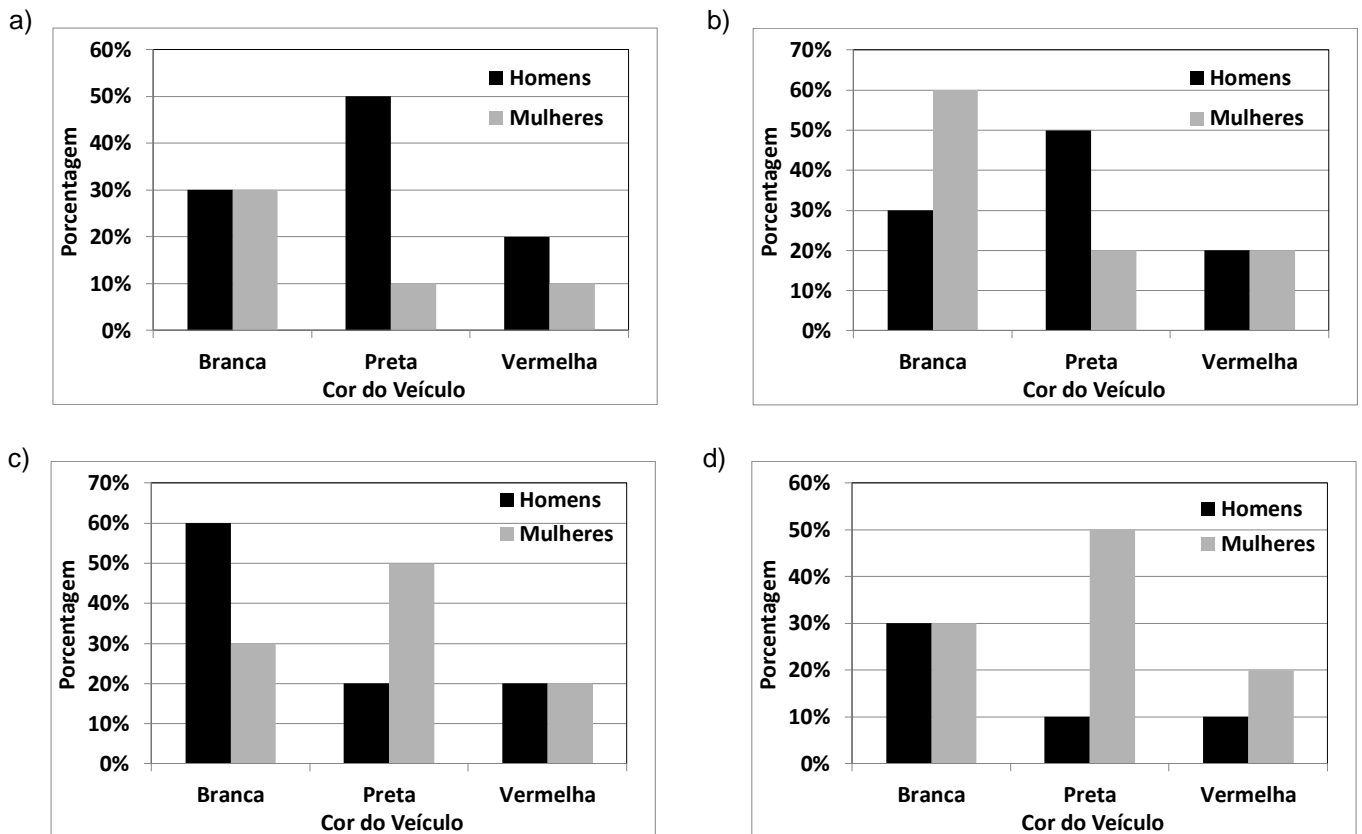 a)
60%
50%
40%
30%
20%
10%
0%
Porcentagem
Homens
Mulheres
Branca Preta Vermelha
Cor do Veículo
b)
70%
60%
50%
40%
30%
20%
10%
0%
Porcentagem
Homens
Mulheres
Branca Preta Vermelha
Cor do Veículo
c)
70%
60%
50%
40%
30%
20%
10%
0%
Porcentagem
Homens
Mulheres
Branca Preta Vermelha
Cor do Veículo
d)
60%
50%
40%
30%
20%
10%
0%
Porcentagem
Homens
Mulheres
Branca Preta Vermelha
Cor do Veículo